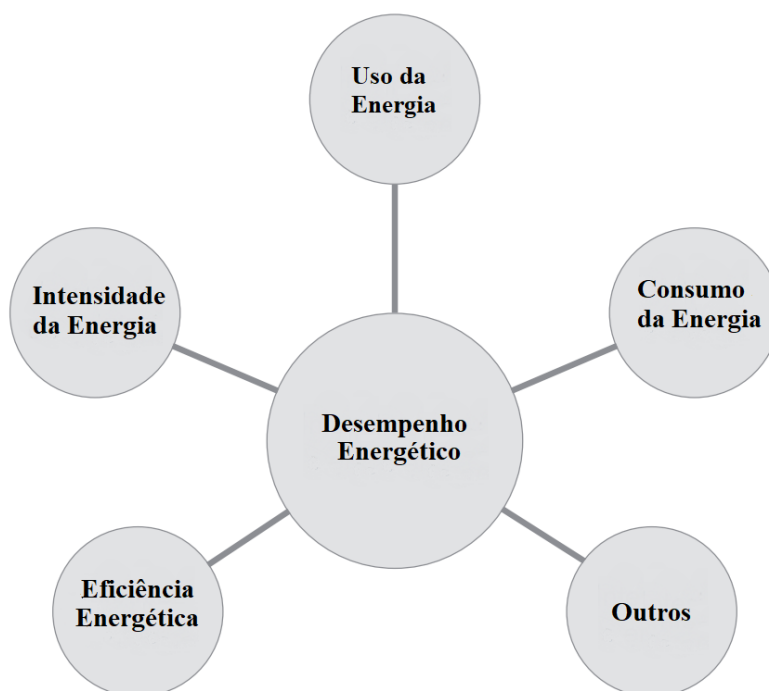 Uso da
Energia
Intensidade
da Energia
Consumo
da Energia
Desempenho
Energético
Eficiência
Energética
Outros